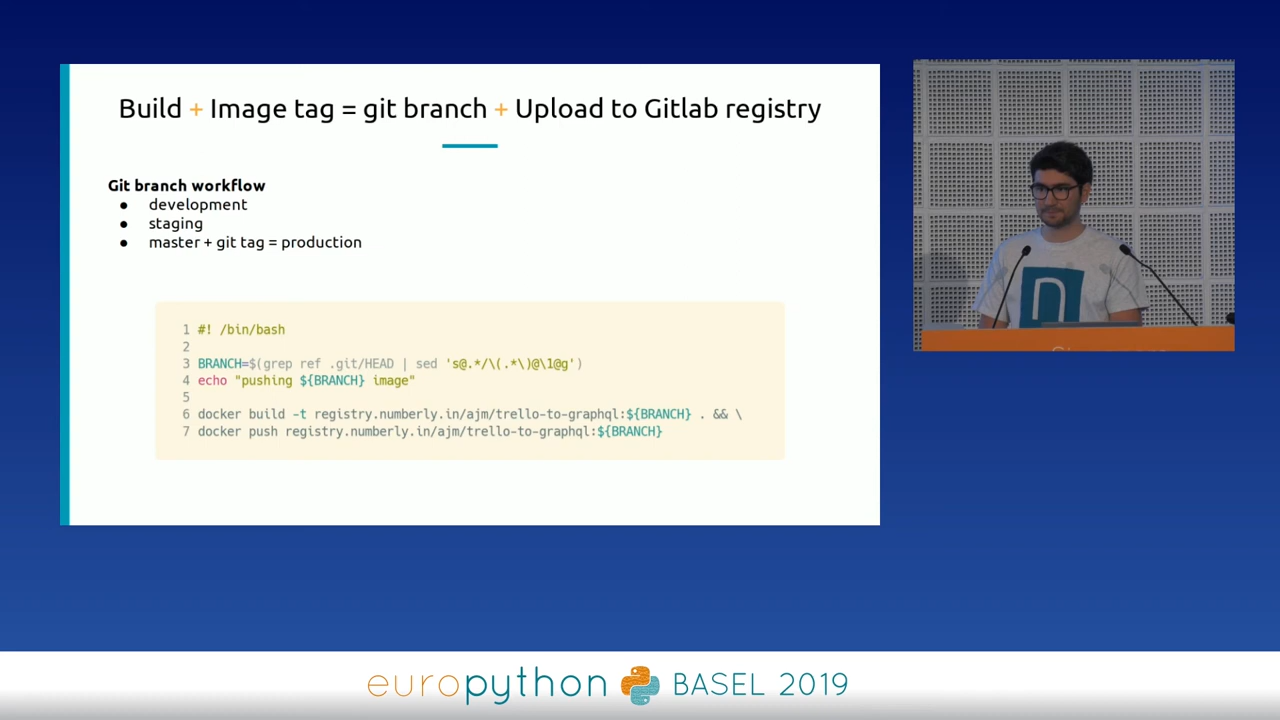 Build + Image tag = git branch + Upload to Gitlab registry
Git branch workflow
● development
● staging
● master + git tag = production
1 #! /bin/bash
2
3 BRANCH=$(grep ref .git/HEAD | sed 's@.*/\(.*\)@\1@g')
4 echo "pushing ${BRANCH} image"
5
6 docker build -t registry.numberly.in/ajm/trello-to-graphql:${BRANCH} . && \
7 docker push registry.numberly.in/ajm/trello-to-graphql:${BRANCH}
europython BASEL 2019